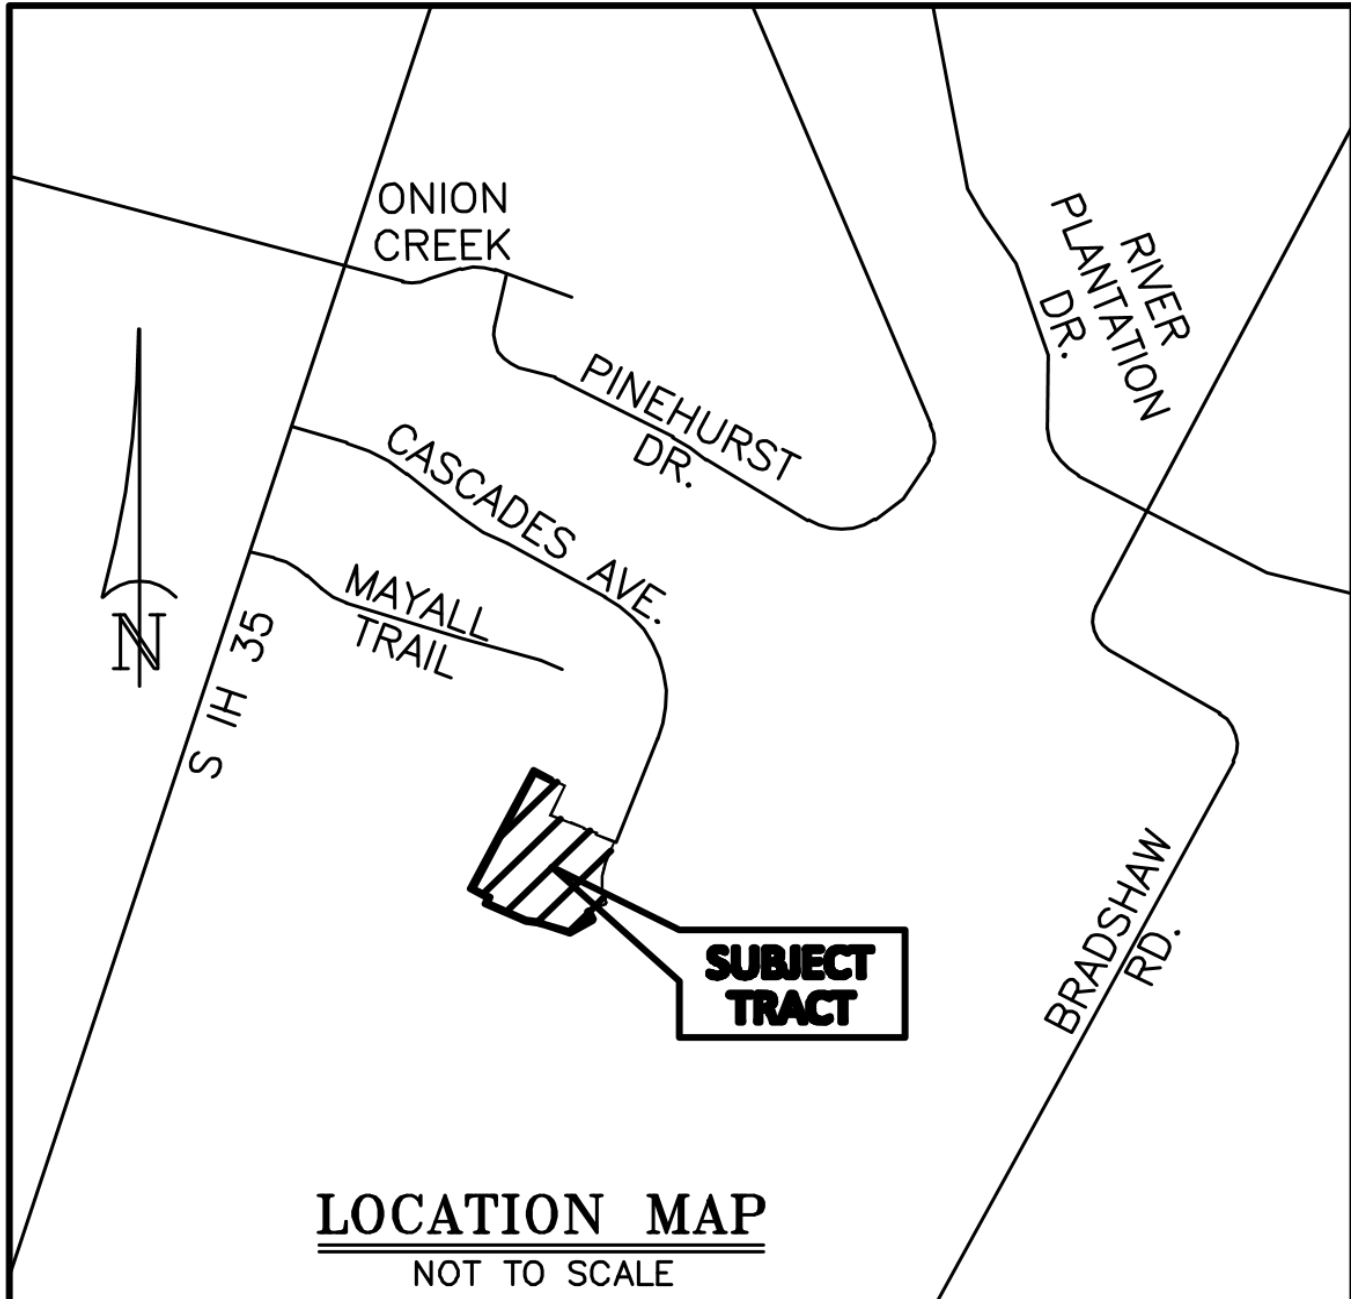 ONION
CREEK
RIVER
PLANTATION
DR.
PINEHURST
DR.
CASCADES AVE.
MAYALL
TRAIL
N
S IH 35
BRADSHAW
RD.
SUBJECT
TRACT
LOCATION MAP
NOT TO SCALE